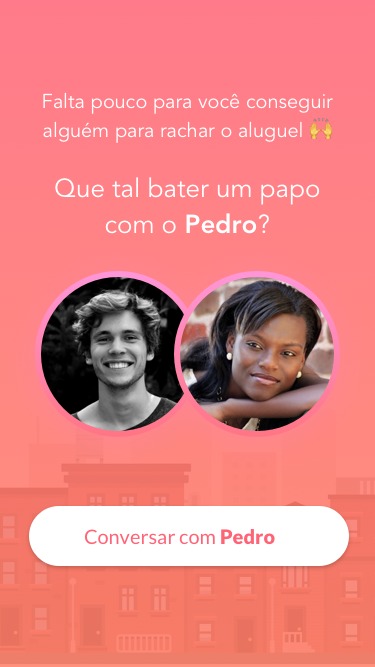 Falta pouco para você conseguir
alguém para rachar o aluguel 🙌
Que tal bater um papo
com o Pedro?
Conversar com Pedro